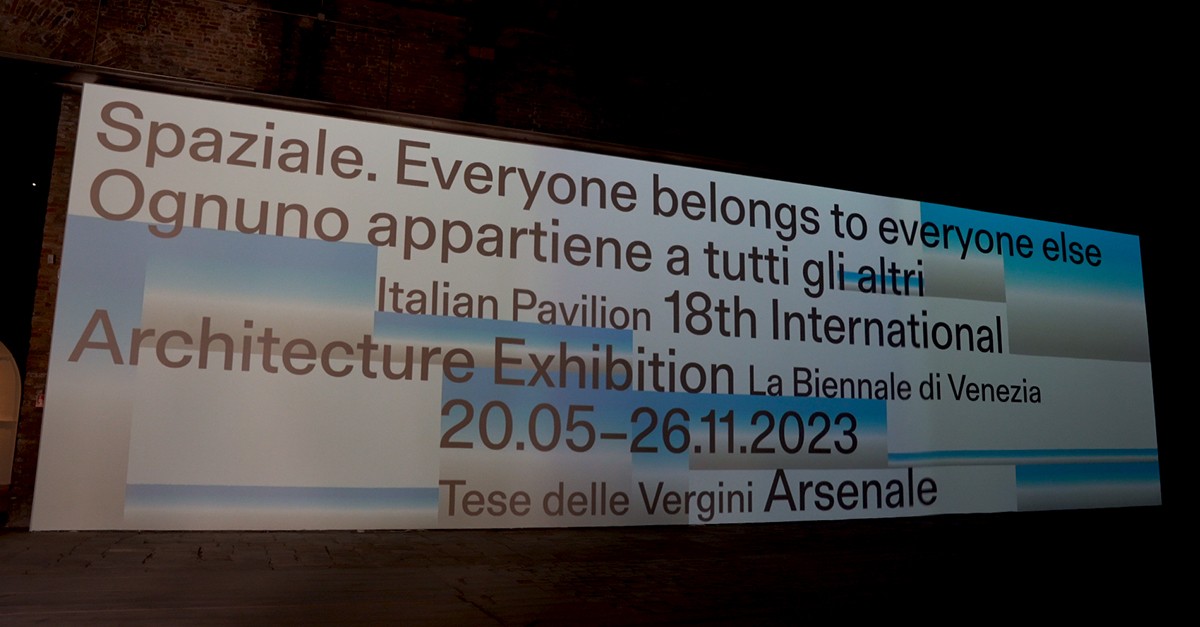 Spaziale. Everyone belongs to everyone else
Ognuno appartiene a tutti gli altri
Italian Pavilion 18th International
Architecture Exhibition La Biennale di Venezia
20.05–26.11.2023
Tese delle Vergini Arsenale